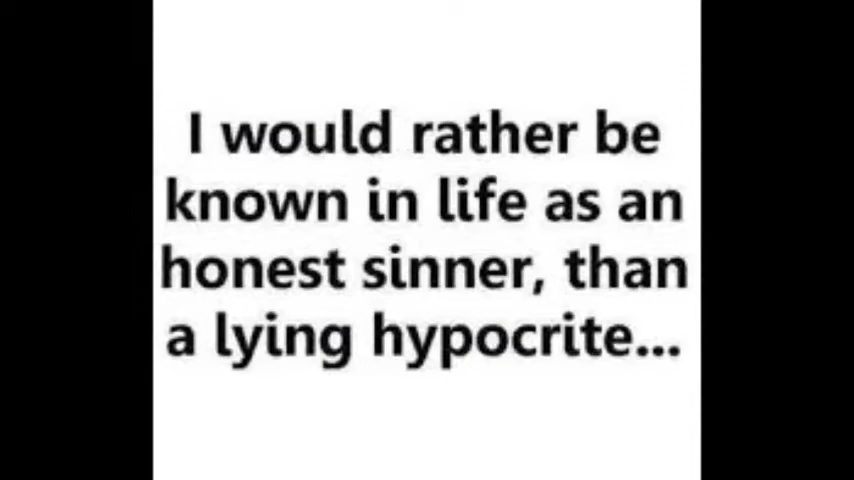 I would rather be
known in life as an
honest sinner, than
a lying hypocrite...